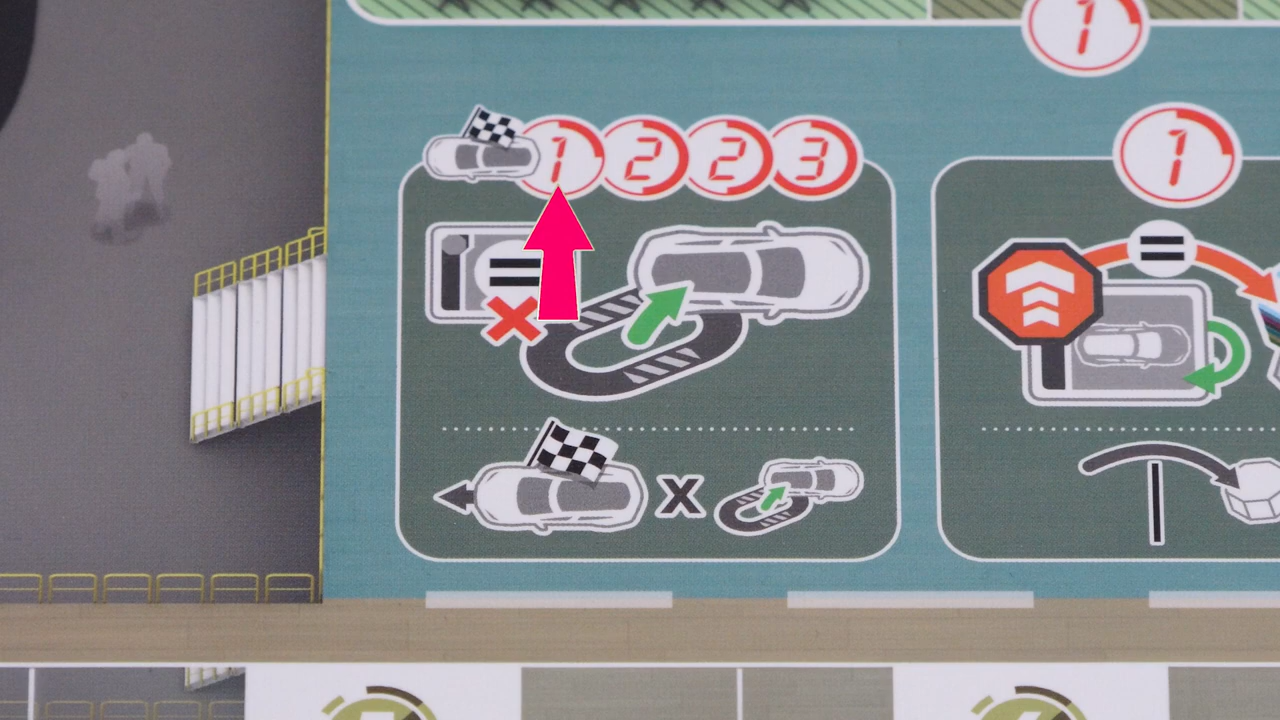 1
1 2 2 3
1
=
=
x